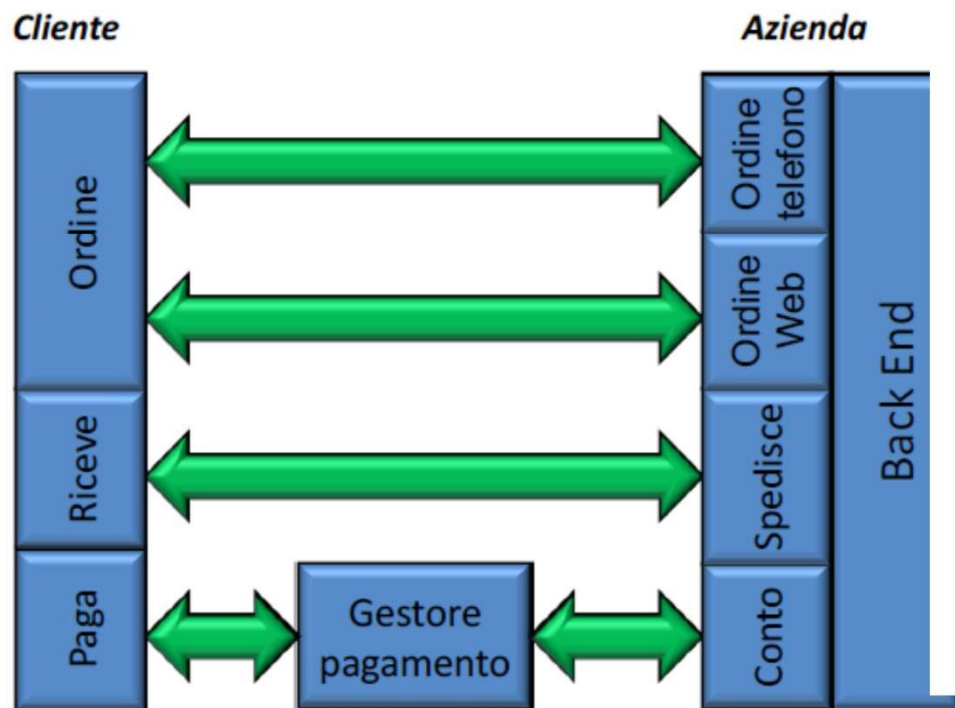 Cliente
Azienda
Ordine
Ordine
telefono
Ordine
Web
Riceve
Spedisce
Paga
Gestore
pagamento
Conto
Back End